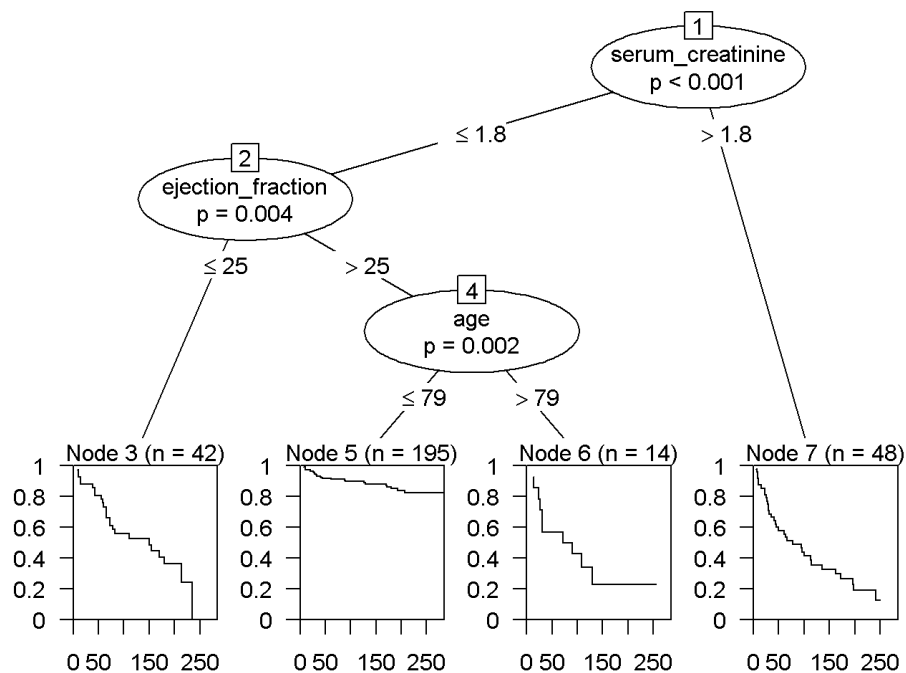 1
serum_creatinine
p < 0.001
≤ 1.8
> 1.8
2
ejection_fraction
p = 0.004
≤ 25
> 25
4
age
p = 0.002
≤ 79
> 79
Node 3 (n = 42)
1
0.8
0.6
0.4
0.2
0
0 50 150 250
Node 5 (n = 195)
1
0.8
0.6
0.4
0.2
0
0 50 150 250
Node 6 (n = 14)
1
0.8
0.6
0.4
0.2
0
0 50 150 250
Node 7 (n = 48)
1
0.8
0.6
0.4
0.2
0
0 50 150 250